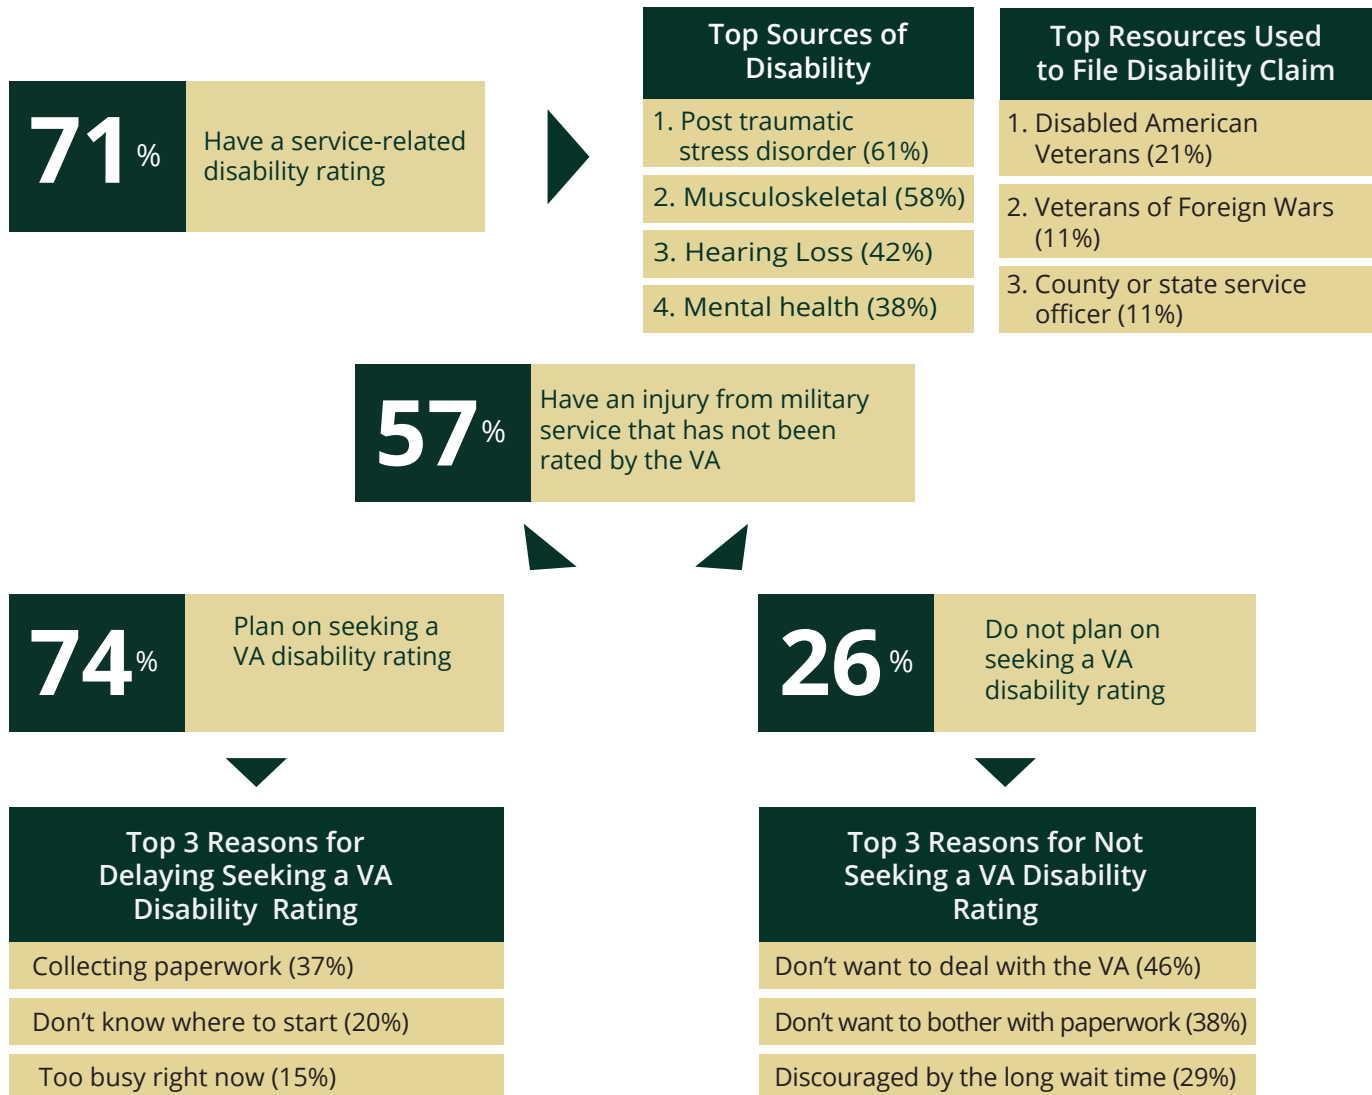 71 %
Have a service-related
disability rating
Top Sources of
Disability
1. Post traumatic
stress disorder (61%)
2. Musculoskeletal (58%)
3. Hearing Loss (42%)
4. Mental health (38%)
Top Resources Used
to File Disability Claim
1. Disabled American
Veterans (21%)
2. Veterans of Foreign Wars
(11%)
3. County or state service
officer (11%)
57 %
Have an injury from military
service that has not been
rated by the VA
74 %
Plan on seeking a
VA disability rating
26 %
Do not plan on
seeking a VA
disability rating
Top 3 Reasons for
Delaying Seeking a VA
Disability Rating
Collecting paperwork (37%)
Don’t know where to start (20%)
Too busy right now (15%)
Top 3 Reasons for Not
Seeking a VA Disability
Rating
Don’t want to deal with the VA (46%)
Don’t want to bother with paperwork (38%)
Discouraged by the long wait time (29%)